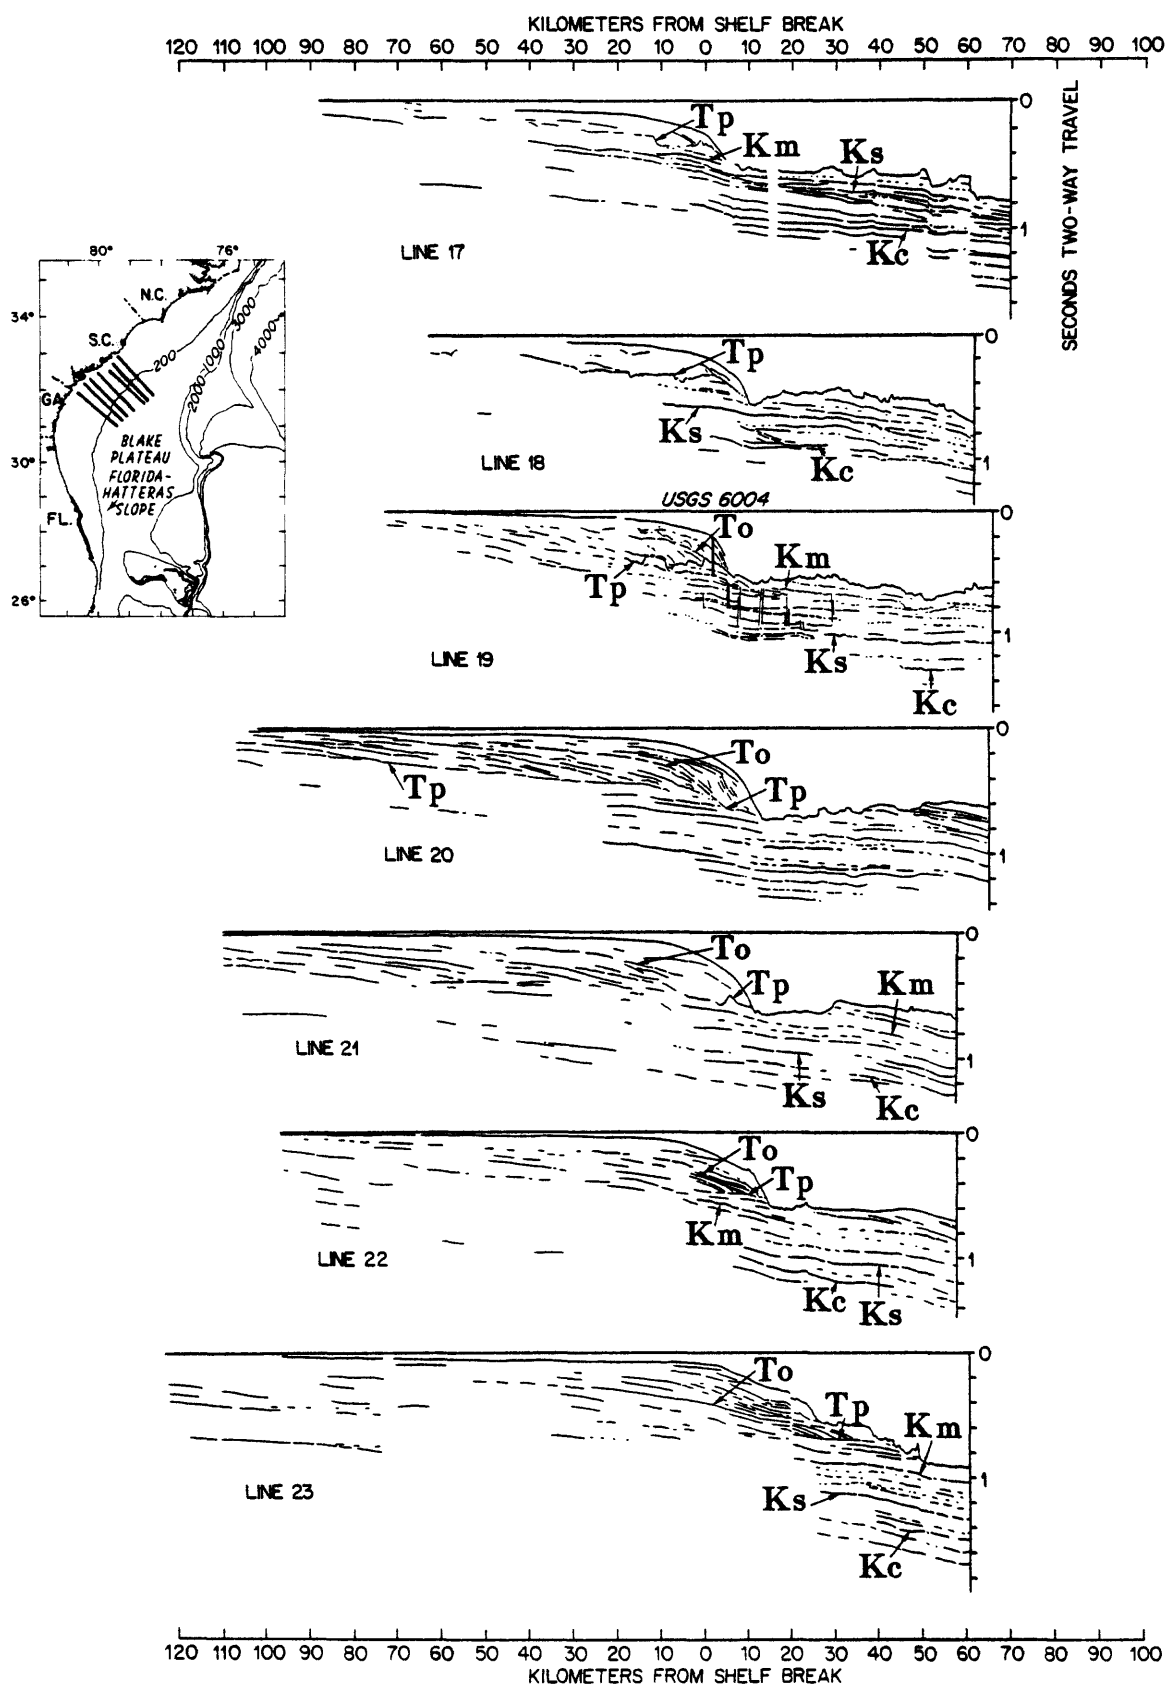 KILOMETERS FROM SHELF BREAK
120 110 100 90 80 70 60 50 40 30 20 10 0 10 20 30 40 50 60 70 80 90 100
SECONDS TWO-WAY TRAVEL
0
Tp
Km
Ks
1
Kc
LINE 17
80° 76°
34°
30°
26°
N.C.
S.C.
GA.
FL.
200
1000
2000
3000
4000
BLAKE
PLATEAU
FLORIDA-
HATTERAS
SLOPE
0
Tp
Ks
Kc
1
LINE 18
USGS 6004
0
To
Km
Tp
1
Ks
Kc
LINE 19
0
To
Tp
Tp
1
LINE 20
0
To
Tp
Km
1
Ks
Kc
LINE 21
0
To
Tp
Km
1
Kc
Ks
LINE 22
0
To
Tp
Km
1
Ks
Kc
LINE 23
120 110 100 90 80 70 60 50 40 30 20 10 0 10 20 30 40 50 60 70 80 90 100
KILOMETERS FROM SHELF BREAK